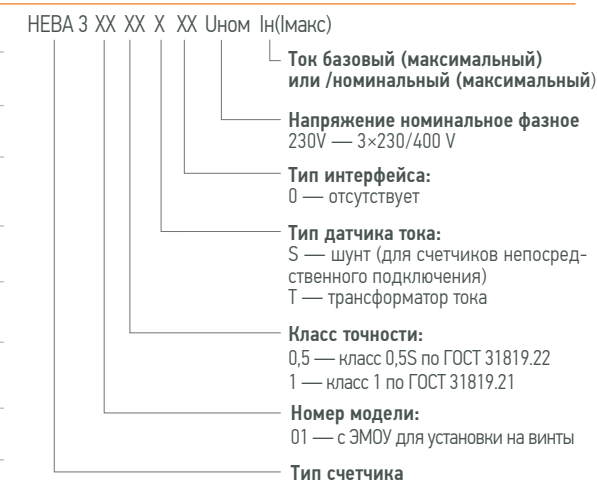 НЕВА 3 ХХ ХХ Х ХХ Uном Iн(Iмакс)
Ток базовый (максимальный)
или /номинальный (максимальный)
Напряжение номинальное фазное
230V — 3×230/400 V
Тип интерфейса:
0 — отсутствует
Тип датчика тока:
S — шунт (для счетчиков непосред-
ственного подключения)
Т — трансформатор тока
Класс точности:
0,5 — класс 0,5S по ГОСТ 31819.22
1 — класс 1 по ГОСТ 31819.21
Номер модели:
01 — с ЭМОУ для установки на винты
Тип счетчика